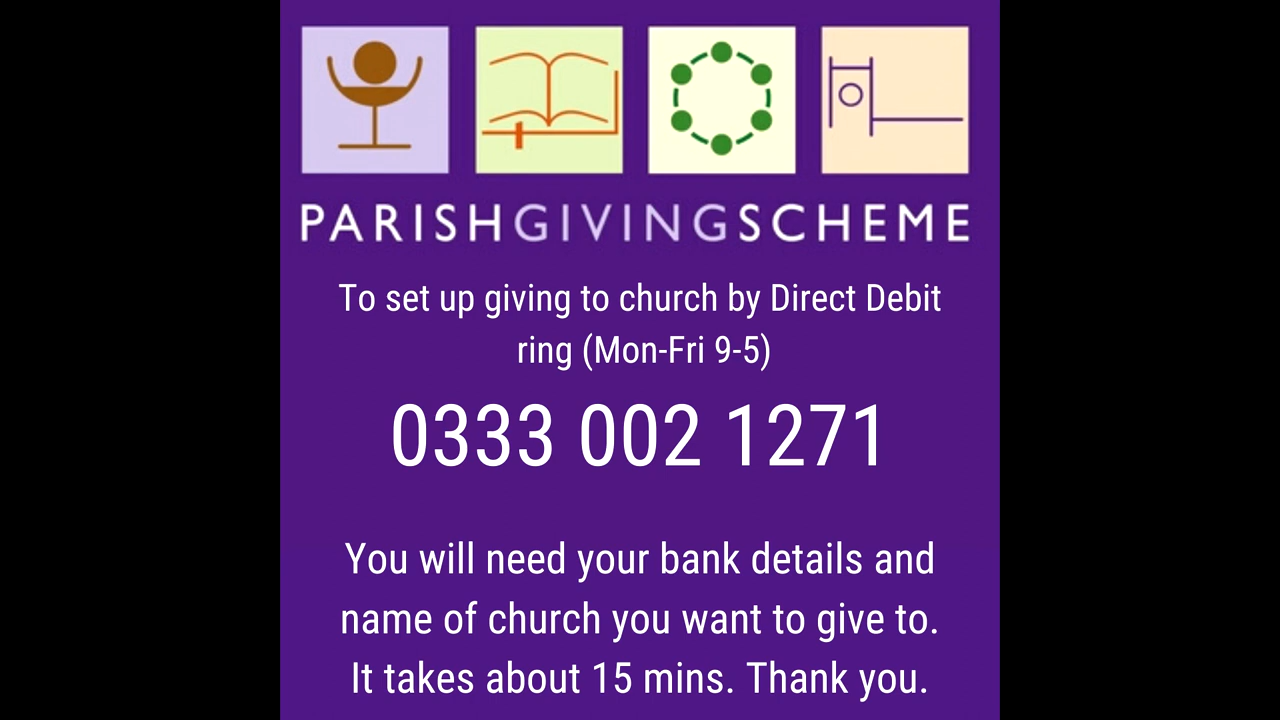 PARISHGIVINGSCHEME
To set up giving to church by Direct Debit
ring (Mon-Fri 9-5)
0333 002 1271
You will need your bank details and
name of church you want to give to.
It takes about 15 mins. Thank you.